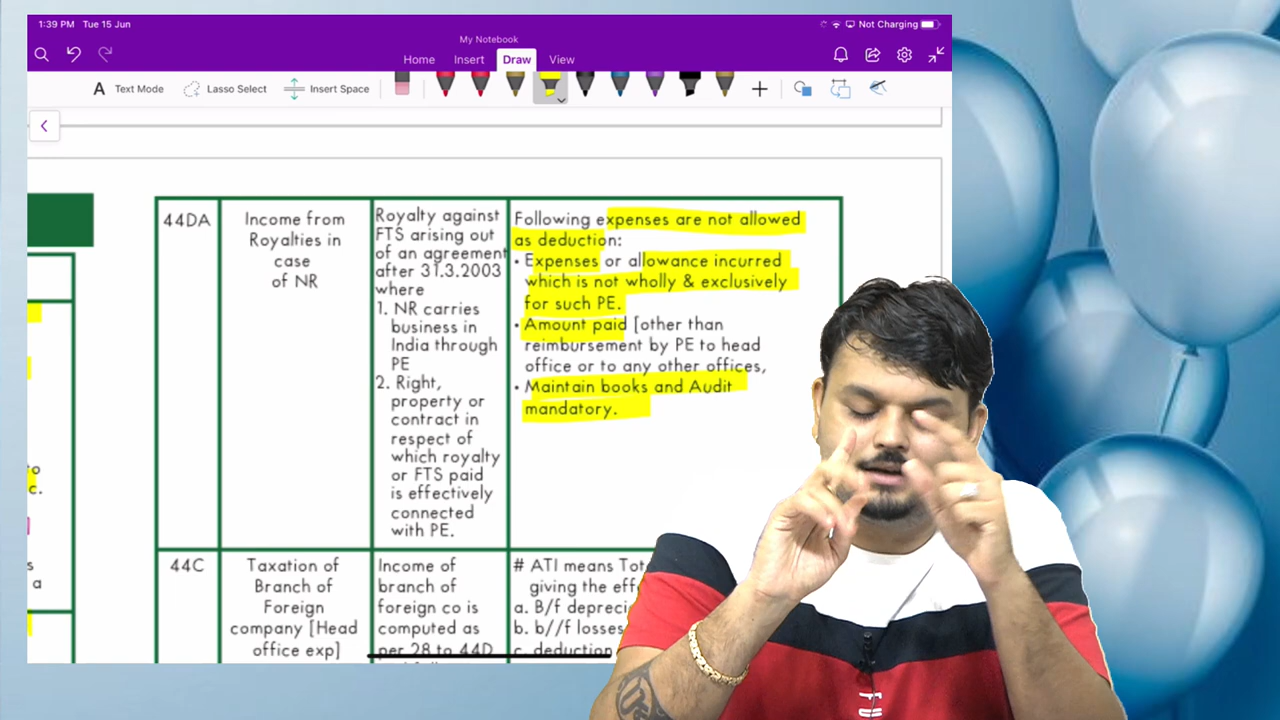 1:39 PM Tue 15 Jun
Not Charging
My Notebook
Home Insert Draw View
A Text Mode Lasso Select Insert Space
44DA
Income from
Royalties in
case
of NR
Royalty against
FTS arising out
of an agreement
after 31.3.2003
where
1. NR carries
business in
India through
PE
2. Right,
property or
contract in
respect of
which royalty
or FTS paid
is effectively
connected
with PE.
Following expenses are not allowed
as deduction:
• Expenses or allowance incurred
which is not wholly & exclusively
for such PE.
• Amount paid [other than
reimbursement by PE to head
office or to any other offices,
• Maintain books and Audit
mandatory.
to
c.
s
a
44C
Taxation of
Branch of
Foreign
company [Head
office exp]
Income of
branch of
foreign co is
computed as
per 28 to 44D
# ATI means
giving the
a. B/f
b. b//f losses
c. deduction